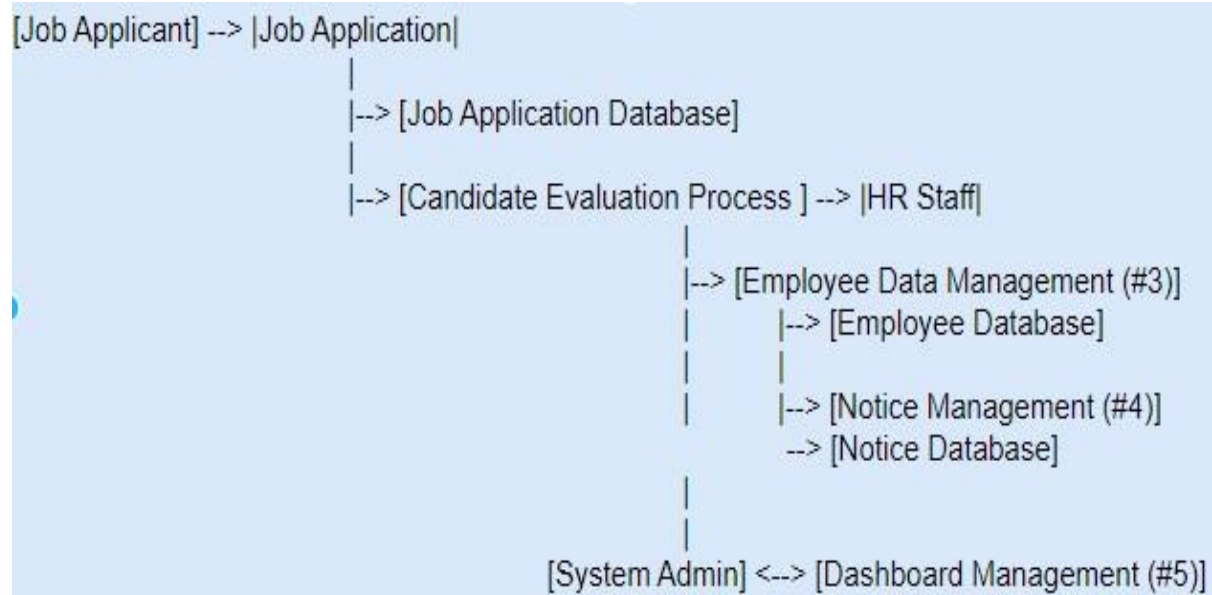 [Job Applicant] --> |Job Application|
|
|--> [Job Application Database]
|
|--> [Candidate Evaluation Process ] --> |HR Staff|
|
|--> [Employee Data Management (#3)]
| |--> [Employee Database]
| |
| |--> [Notice Management (#4)]
--> [Notice Database]
|
|
[System Admin] <--> [Dashboard Management (#5)]